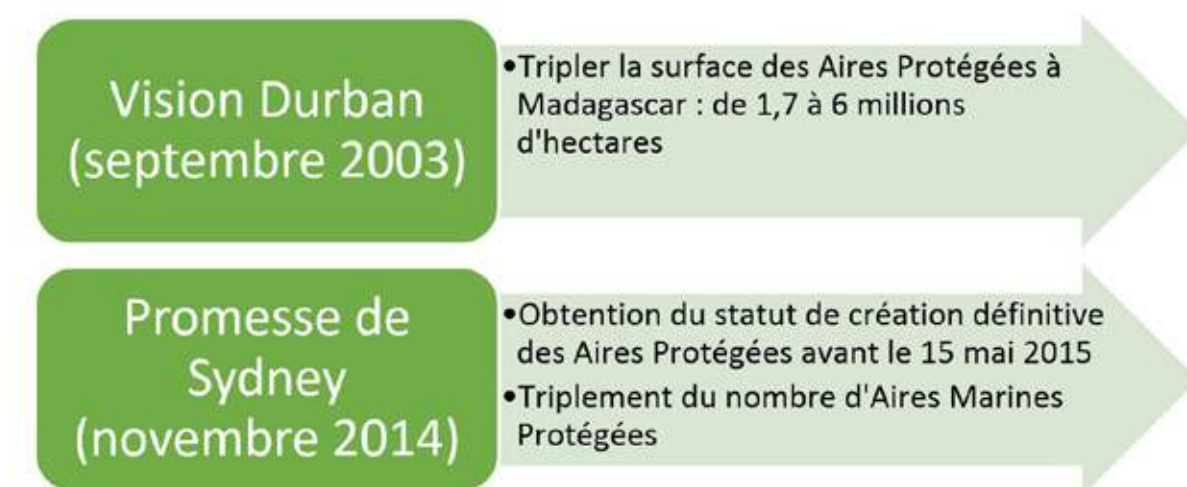 Vision Durban
(septembre 2003)
•Tripler la surface des Aires Protégées à
Madagascar : de 1,7 à 6 millions
d'hectares
Promesse de
Sydney
(novembre 2014)
•Obtention du statut de création définitive
des Aires Protégées avant le 15 mai 2015
•Triplement du nombre d'Aires Marines
Protégées